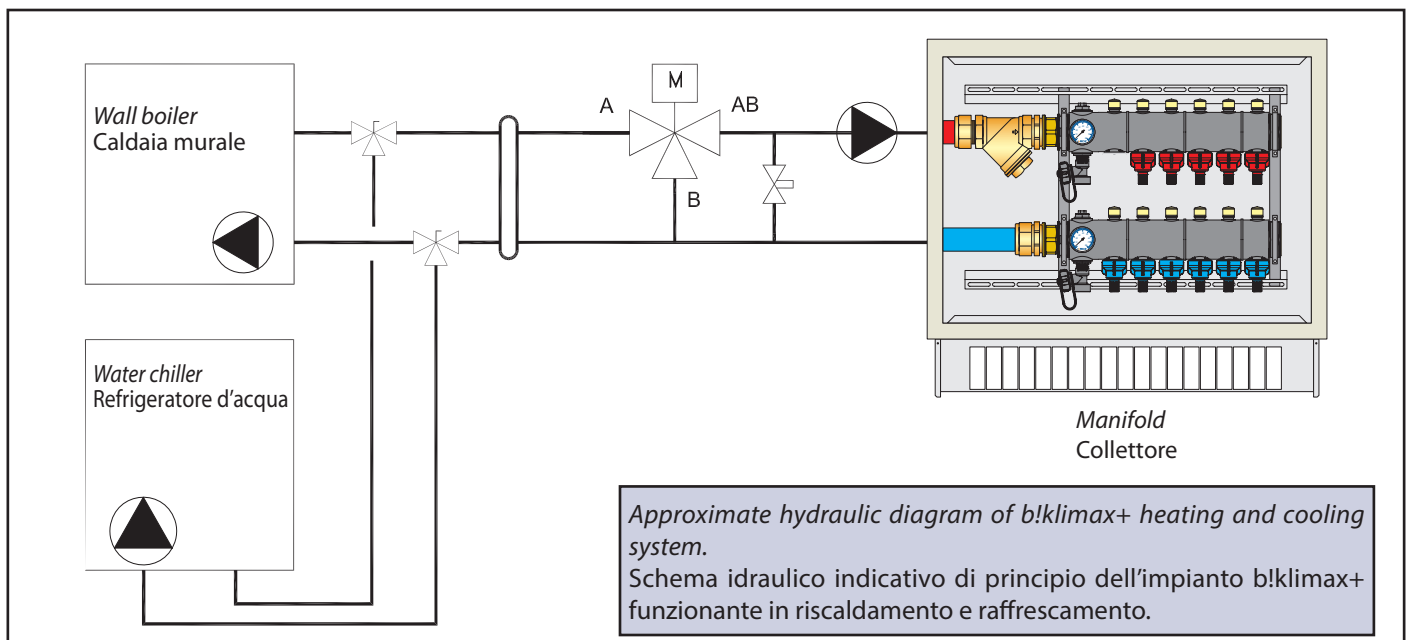 Wall boiler
Caldaia murale
M
A
AB
B
Water chiller
Refrigeratore d'acqua
Manifold
Collettore
Approximate hydraulic diagram of b!klimax+ heating and cooling
system.
Schema idraulico indicativo di principio dell'impianto b!klimax+
funzionante in riscaldamento e raffrescamento.